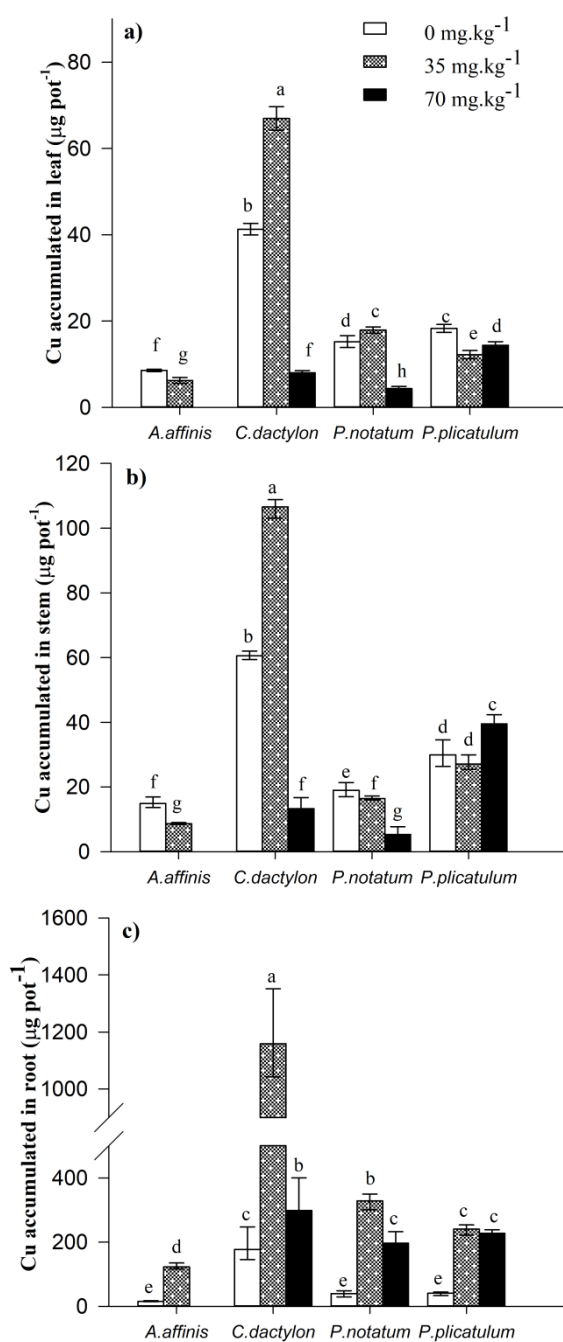 a)
0 mg.kg⁻¹
35 mg.kg⁻¹
70 mg.kg⁻¹
Cu accumulated in leaf (µg pot⁻¹)
80
60
40
20
0
f g b a f d c h c e d
A.affinis C.dactylon P.notatum P.plicatulum
b)
Cu accumulated in stem (µg pot⁻¹)
120
100
80
60
40
20
0
f g b a f e f g d d c
A.affinis C.dactylon P.notatum P.plicatulum
c)
Cu accumulated in root (µg pot⁻¹)
1600
1400
1200
1000
400
200
0
e d c a b e b c e c c
A.affinis C.dactylon P.notatum P.plicatulum